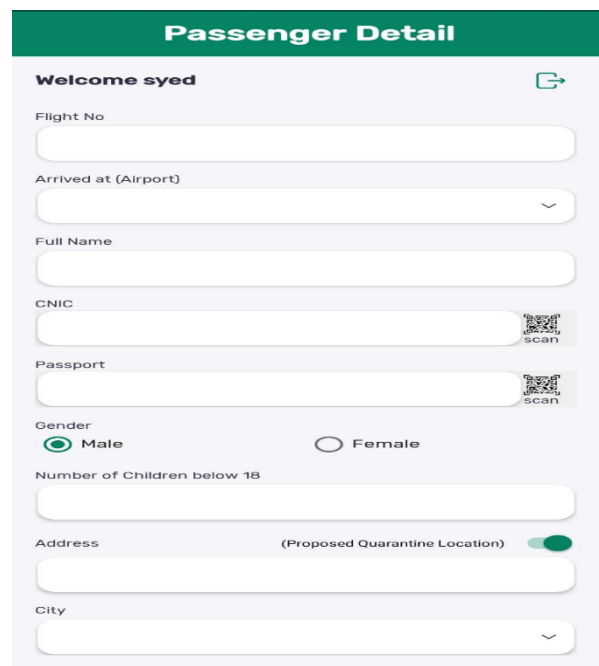 Passenger Detail
Welcome syed
Flight No
Arrived at (Airport)
Full Name
CNIC
scan
Passport
scan
Gender
Male Female
Number of Children below 18
Address (Proposed Quarantine Location)
City